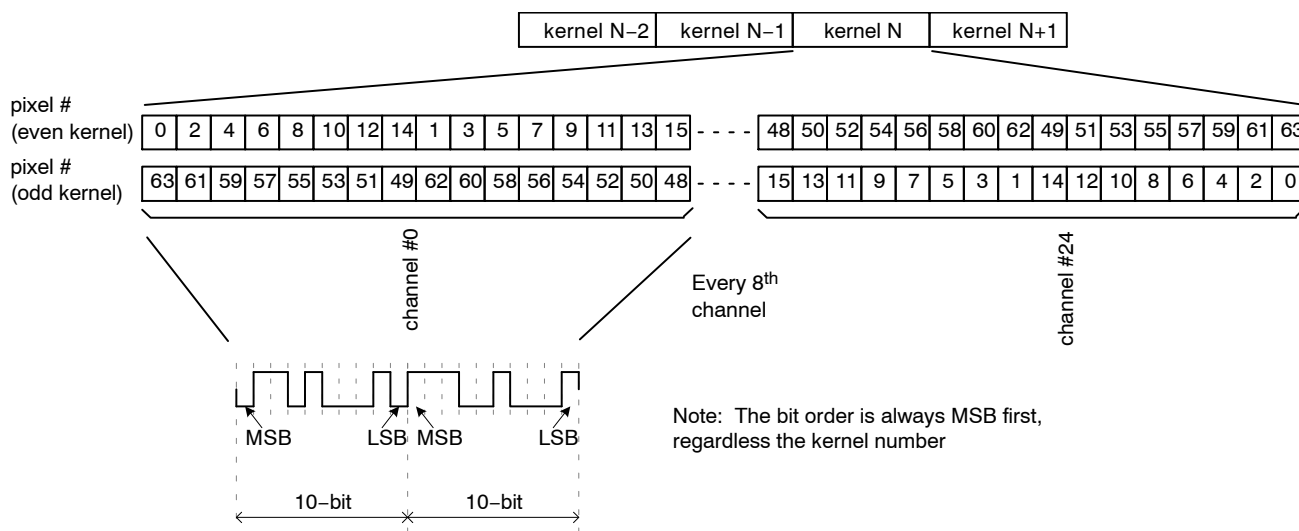 kernel N−2 kernel N−1 kernel N kernel N+1
pixel #
(even kernel)
0 2 4 6 8 10 12 14 1 3 5 7 9 11 13 15 - - - - 48 50 52 54 56 58 60 62 49 51 53 55 57 59 61 63
pixel #
(odd kernel)
63 61 59 57 55 53 51 49 62 60 58 56 54 52 50 48 - - - - 15 13 11 9 7 5 3 1 14 12 10 8 6 4 2 0
channel #0
Every 8th
channel
channel #24
MSB LSB MSB LSB
Note: The bit order is always MSB first,
regardless the kernel number
10−bit 10−bit